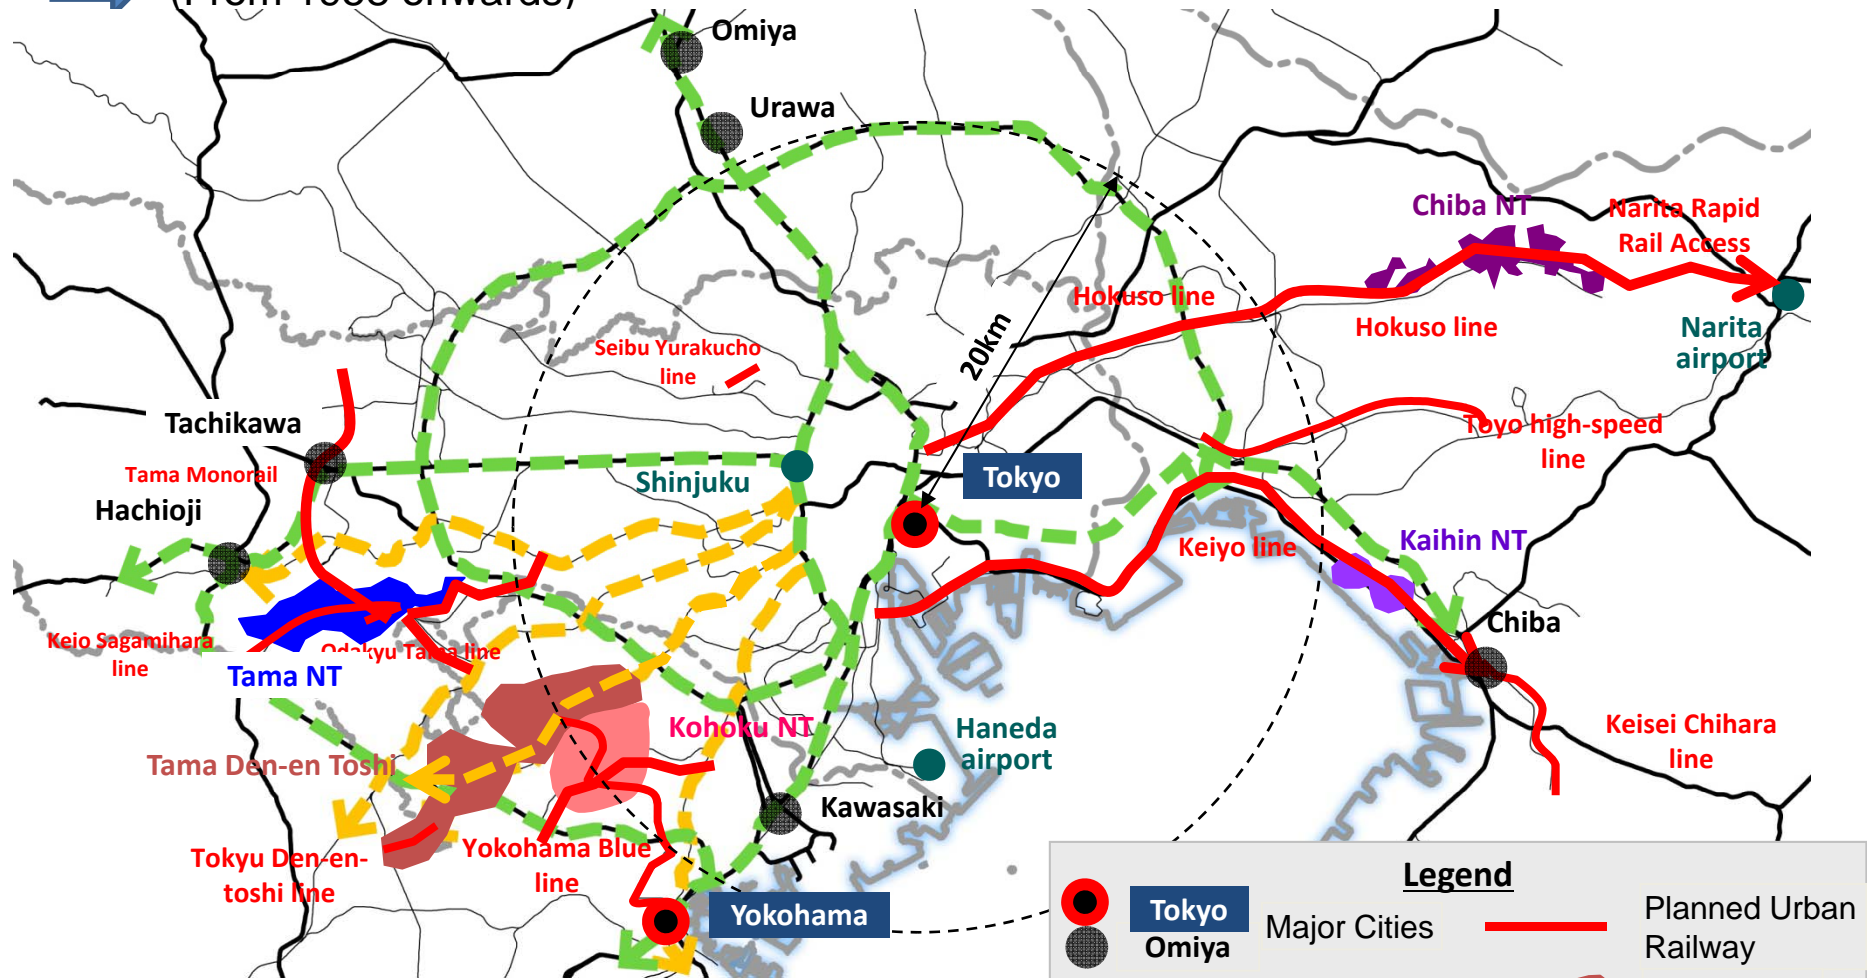 Omiya
Urawa
Chiba NT
Narita Rapid
Rail Access
Hokuso line
Hokuso line
Narita
airport
20km
Seibu Yurakucho
line
Tachikawa
Tama Monorail
Shinjuku
Tokyo
Toyo high-speed
line
Hachioji
Keiyo line
Kaihin NT
Chiba
Keio Sagamihara
line
Odakyu Tama line
Tama NT
Kohoku NT
Haneda
airport
Keisei Chihara
line
Tama Den-en Toshi
Kawasaki
Tokyu Den-en-
toshi line
Yokohama Blue
line
Yokohama
Legend
Tokyo
Omiya
Major Cities
Planned Urban
Railway